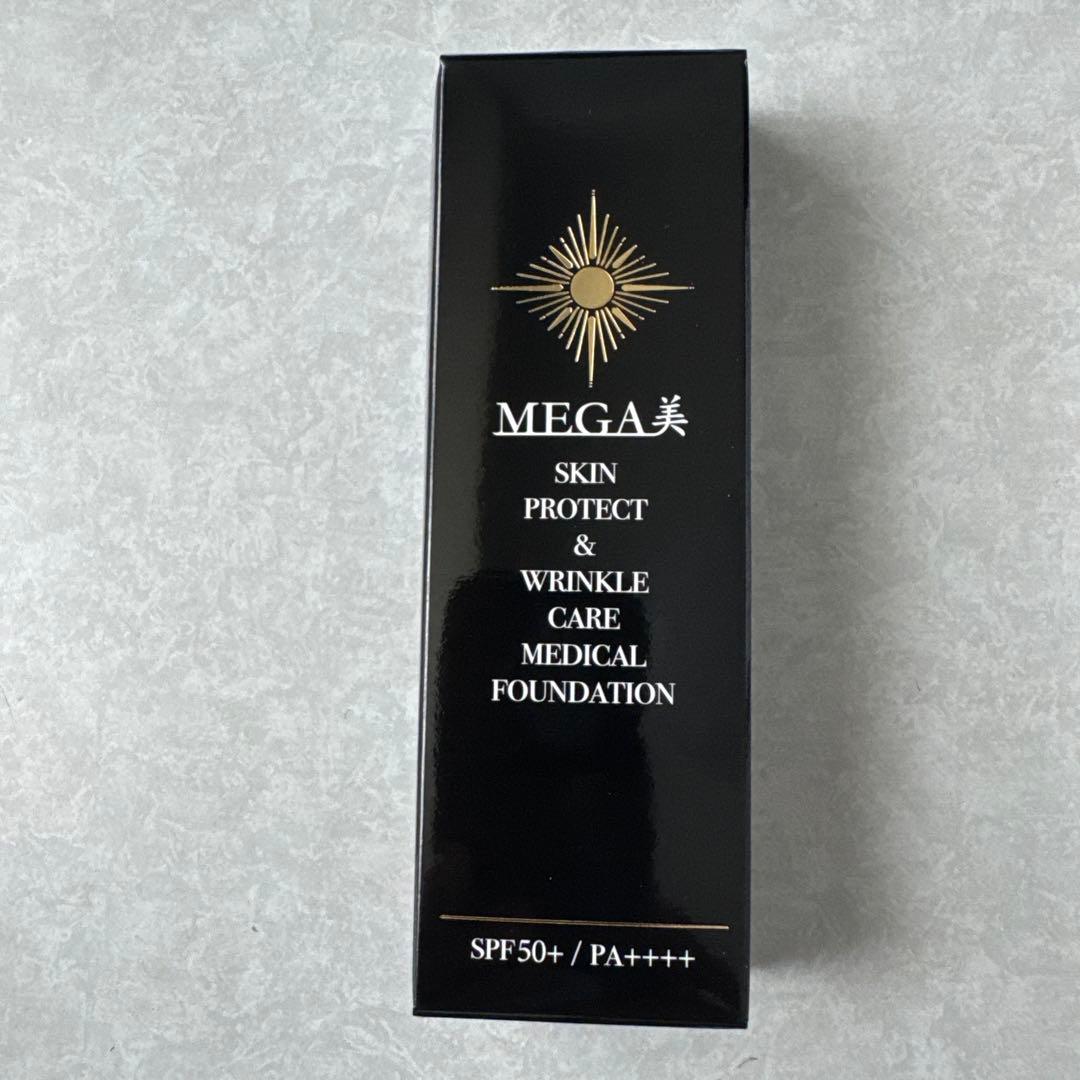 MEGA美
SKIN
PROTECT
&
WRINKLE
CARE
MEDICAL
FOUNDATION
SPF50+ / PA++++